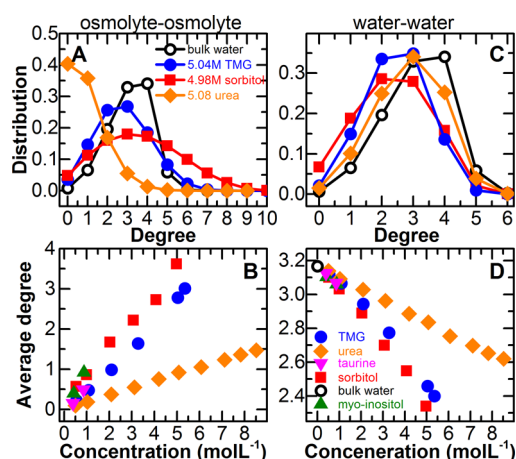 osmolyte-osmolyte
water-water
A
bulk water
5.04M TMG
4.98M sorbitol
5.08 urea
C
Distribution
0.5
0.4
0.3
0.2
0.1
0.0
0 1 2 3 4 5 6 7 8 9 10
Degree
0.3
0.2
0.1
0.0
0 1 2 3 4 5 6
Degree
B
D
Average degree
3
2
1
0
0 1 2 3 4 5 6 7 8
Concentration (molL-1)
3.2
3.0
2.8
2.6
2.4
TMG
urea
taurine
sorbitol
bulk water
myo-inositol
0 1 2 3 4 5 6 7 8
Conceneration (molL-1)